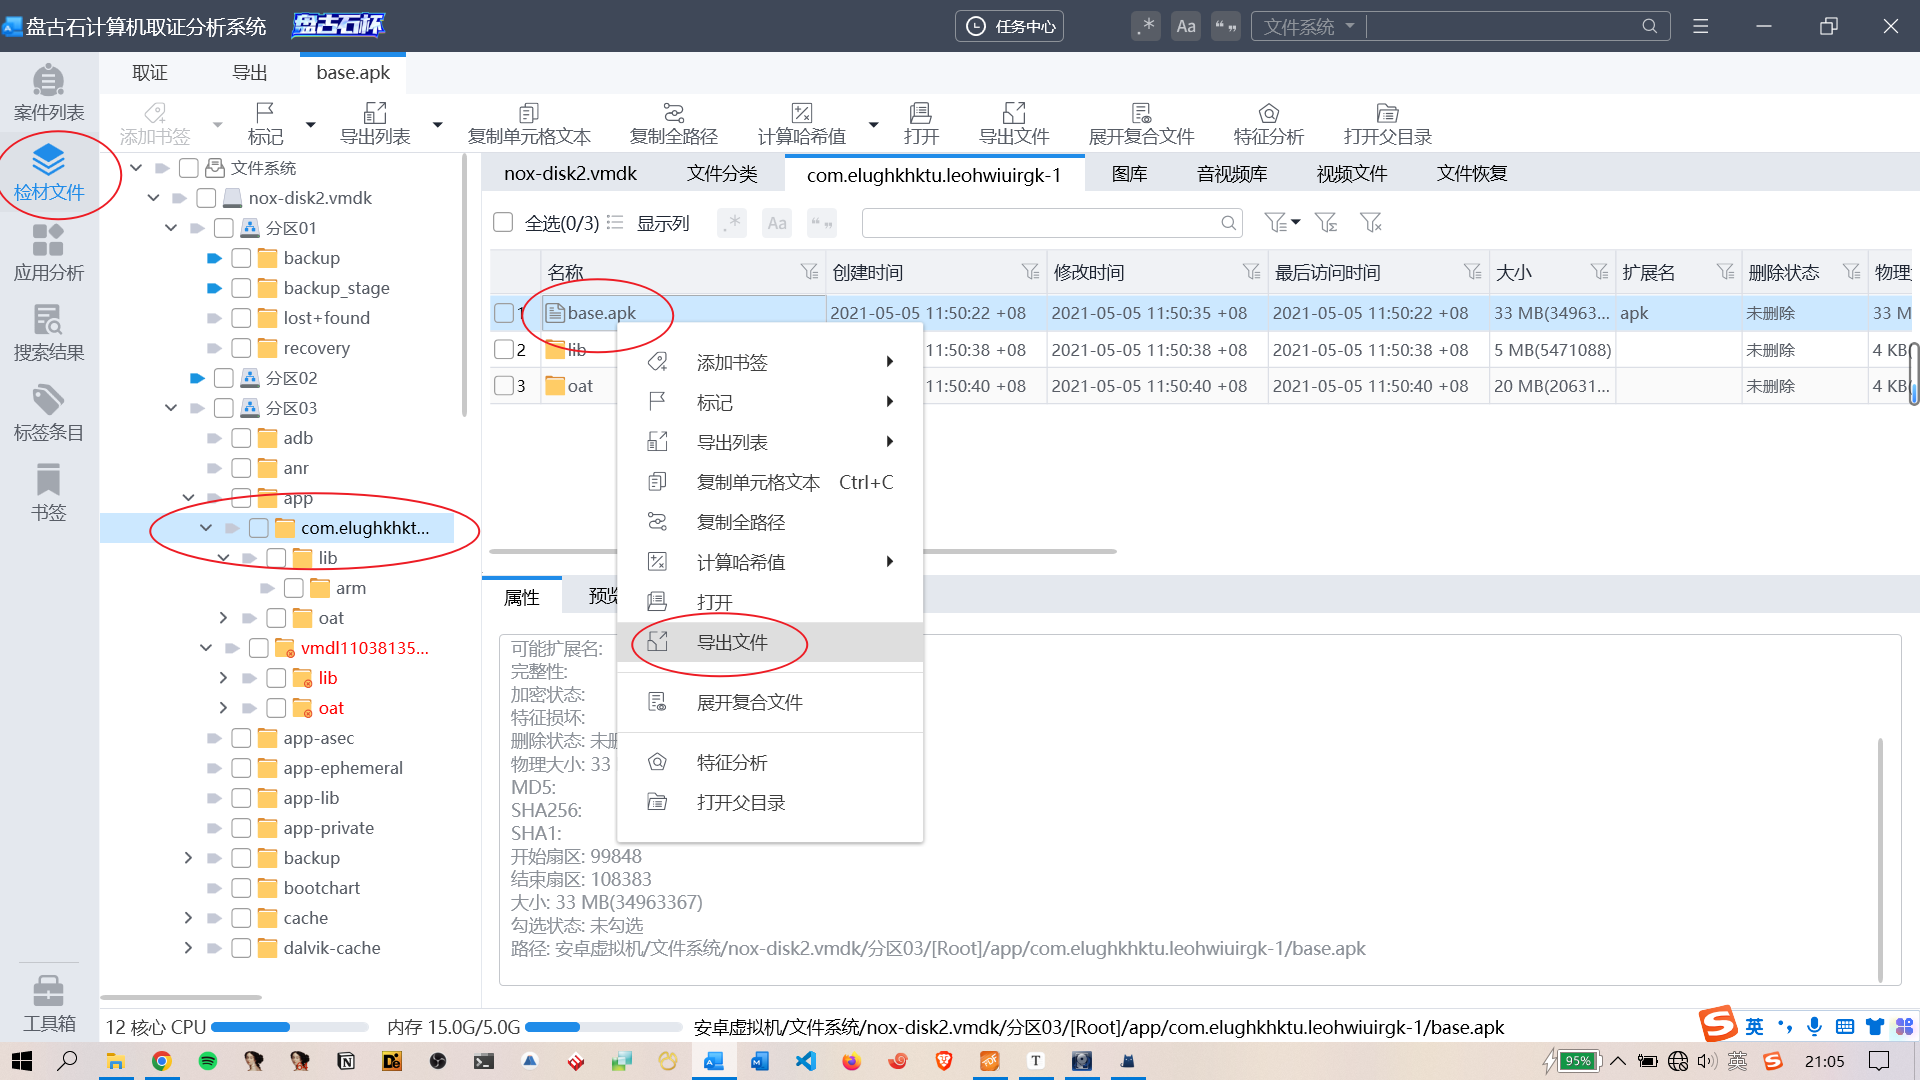 盘古石计算机取证分析系统
盘古石杯
任务中心
.*
Aa
“ ”
文件系统
取证
导出
base.apk
添加书签
标记
导出列表
复制单元格文本
复制全路径
计算哈希值
打开
导出文件
展开复合文件
特征分析
打开父目录
案件列表
检材文件
应用分析
搜索结果
标签条目
书签
工具箱
文件系统
nox-disk2.vmdk
分区01
backup
backup_stage
lost+found
recovery
分区02
分区03
adb
anr
app
com.elughkhkt...
lib
arm
oat
vmdl11038135...
lib
oat
app-asec
app-ephemeral
app-lib
app-private
backup
bootchart
cache
dalvik-cache
nox-disk2.vmdk
文件分类
com.elughkhktu.leohwiuirgk-1
图库
音视频库
视频文件
文件恢复
全选(0/3)
显示列
.*
Aa
“ ”
名称 创建时间 修改时间 最后访问时间 大小 扩展名 删除状态
1 base.apk 2021-05-05 11:50:22 +08 2021-05-05 11:50:35 +08 2021-05-05 11:50:22 +08 33 MB(34963... apk 未删除 33 M
2 lib 11:50:38 +08 2021-05-05 11:50:38 +08 2021-05-05 11:50:38 +08 5 MB(5471088) 未删除 4 KB
3 oat 11:50:40 +08 2021-05-05 11:50:40 +08 2021-05-05 11:50:40 +08 20 MB(20631... 未删除 4 KB
添加书签
标记
导出列表
复制单元格文本 Ctrl+C
复制全路径
计算哈希值
打开
导出文件
展开复合文件
特征分析
打开父目录
属性
预览
可能扩展名:
完整性:
加密状态:
特征损坏:
删除状态: 未删
物理大小: 33
MD5:
SHA256:
SHA1:
开始扇区: 99848
结束扇区: 108383
大小: 33 MB(34963367)
勾选状态: 未勾选
路径: 安卓虚拟机/文件系统/nox-disk2.vmdk/分区03/[Root]/app/com.elughkhktu.leohwiuirgk-1/base.apk
12 核心 CPU
内存 15.0G/5.0G
安卓虚拟机/文件系统/nox-disk2.vmdk/分区03/[Root]/app/com.elughkhktu.leohwiuirgk-1/base.apk
英
95%
英
21:05